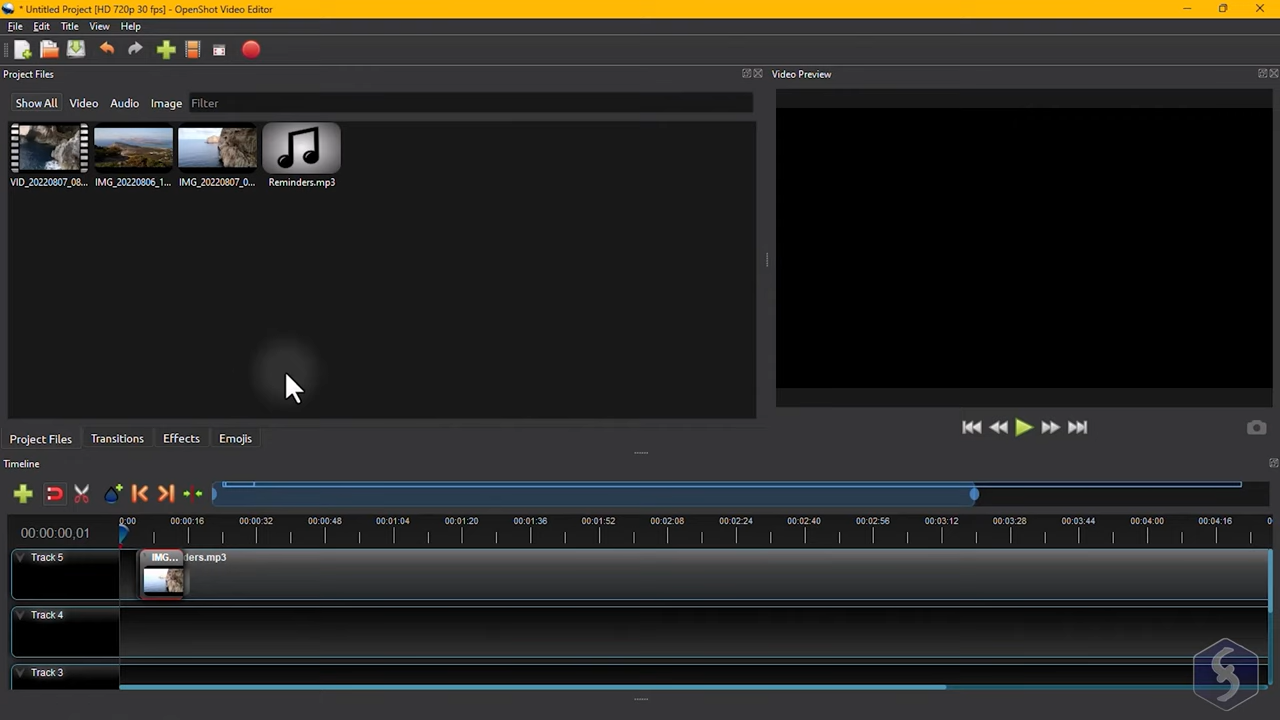 * Untitled Project [HD 720p 30 fps] - OpenShot Video Editor
File Edit Title View Help
Project Files
Video Preview
Show All Video Audio Image Filter
VID_20220807_08... IMG_20220806_1... IMG_20220807_0... Reminders.mp3
Project Files Transitions Effects Emojis
Timeline
00:00:00,01 0:00 00:00:16 00:00:32 00:00:48 00:01:04 00:01:20 00:01:36 00:01:52 00:02:08 00:02:24 00:02:40 00:02:56 00:03:12 00:03:28 00:03:44 00:04:00 00:04:16 0
Track 5 IMG... ders.mp3
Track 4
Track 3